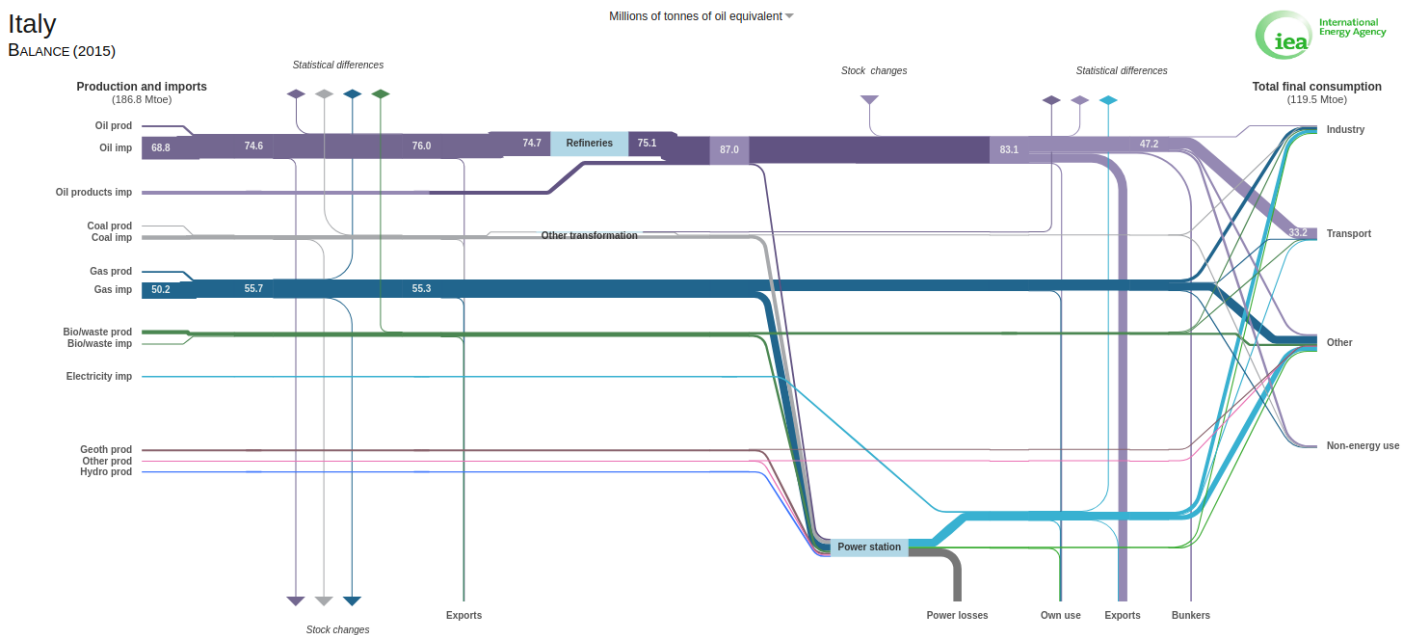 Italy
BALANCE (2015)
Millions of tonnes of oil equivalent
iea
International
Energy Agency
Statistical differences
Stock changes
Statistical differences
Production and imports
(186.8 Mtoe)
Total final consumption
(119.5 Mtoe)
Oil prod
Industry
Oil imp
68.8
74.6
76.0
74.7
Refineries
75.1
87.0
83.1
47.2
Oil products imp
Coal prod
Coal imp
Other transformation
33.2
Transport
Gas prod
Gas imp
50.2
55.7
55.3
Bio/waste prod
Bio/waste imp
Other
Electricity imp
Geoth prod
Other prod
Hydro prod
Non-energy use
Power station
Exports
Power losses
Own use
Exports
Bunkers
Stock changes